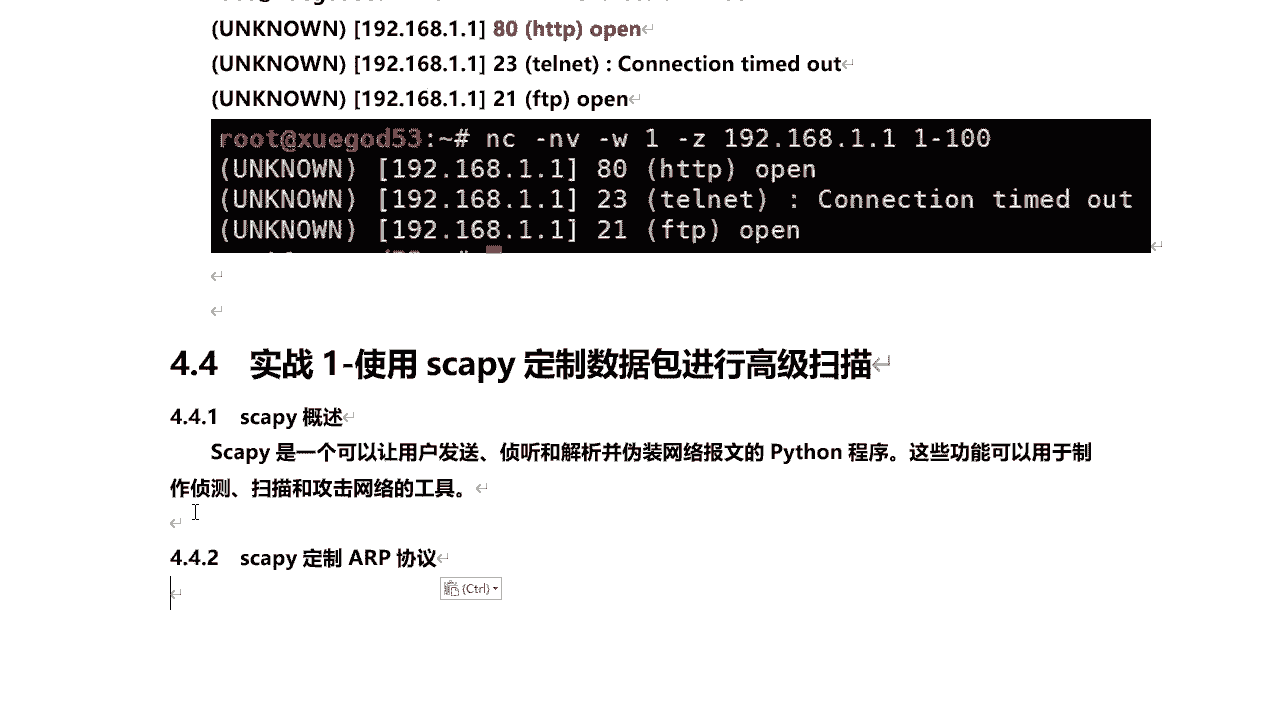 (UNKNOWN) [192.168.1.1] 80 (http) open
(UNKNOWN) [192.168.1.1] 23 (telnet) : Connection timed out
(UNKNOWN) [192.168.1.1] 21 (ftp) open
root@xuegod53:~# nc -nv -w 1 -z 192.168.1.1 1-100
(UNKNOWN) [192.168.1.1] 80 (http) open
(UNKNOWN) [192.168.1.1] 23 (telnet) : Connection timed out
(UNKNOWN) [192.168.1.1] 21 (ftp) open
4.4 实战 1-使用 scapy 定制数据包进行高级扫描
4.4.1 scapy 概述
Scapy 是一个可以让用户发送、侦听和解析并伪装网络报文的 Python 程序。这些功能可以用于制
作侦测、扫描和攻击网络的工具。
4.4.2 scapy 定制 ARP 协议
(Ctrl)